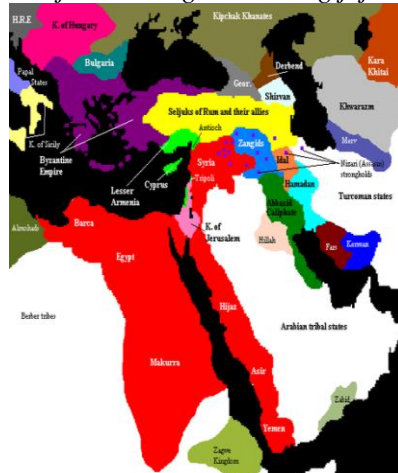 H.R.E
K. of Hungary
Kipchak Khanates
Kara
Khitai
Bulgaria
Papal
States
Geor.
Derbend
Shirvan
Khwarazm
K. of Sicily
Seljuks of Rum and their allies
Antioch
Byzantine
Empire
Lesser
Armenia
Cyprus
Syria
Tripoli
Zangids
Merv
Hamadan
strongholds
Turcoman states
Almohads
Barca
K. of
Jerusalem
Abbasid
Caliphate
Hillah
Fars
Kerman
Egypt
Berber tribes
Hijaz
Arabian tribal states
Makurra
Asir
Yemen
Zabid
Zagwe
Kingdom